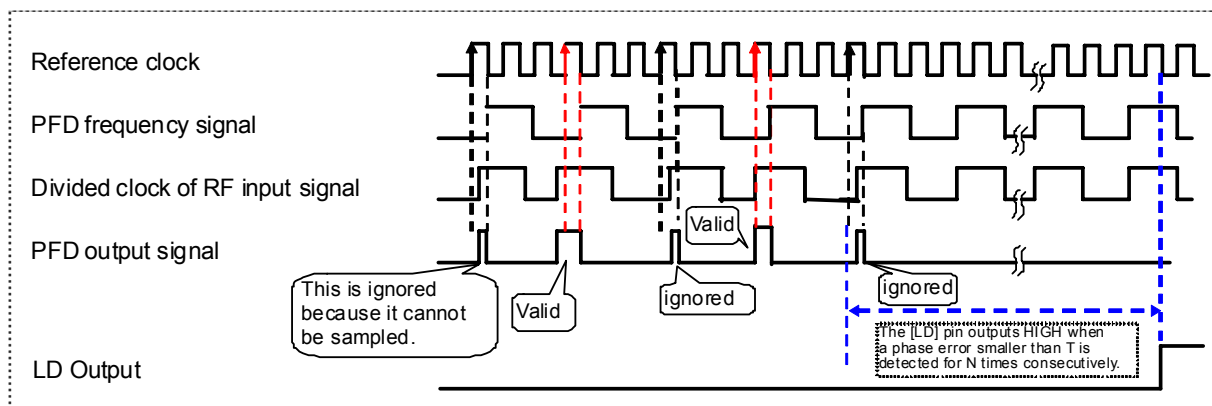 Reference clock
PFD frequency signal
Divided clock of RF input signal
PFD output signal
Valid
This is ignored
because it cannot
be sampled.
Valid
ignored
ignored
The [LD] pin outputs HIGH when
a phase error smaller than T is
detected for N times consecutively.
LD Output